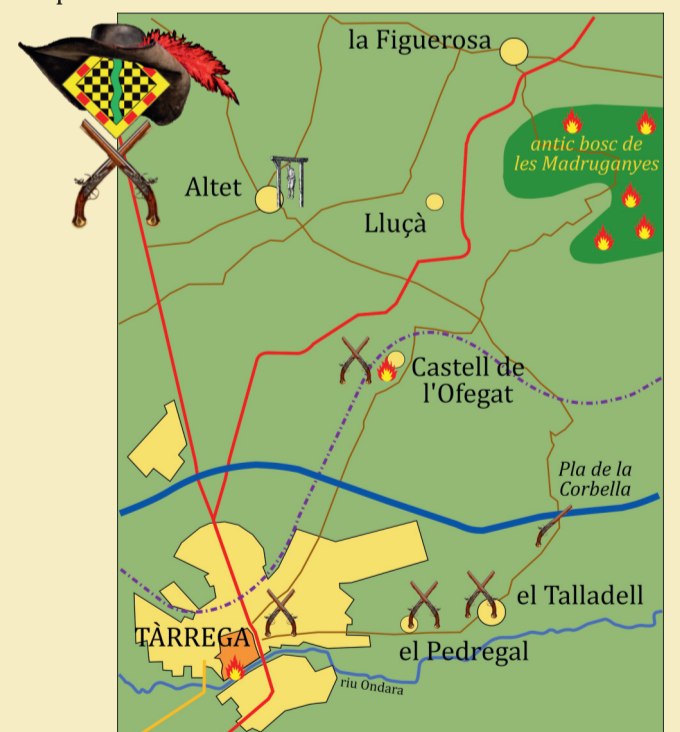 la Figuerosa
antic bosc de
les Madruganyes
Altet
Lluçà
Castell de
l'Ofegat
Pla de la
Corbella
el Talladell
TÀRREGA
el Pedregal
riu Ondara